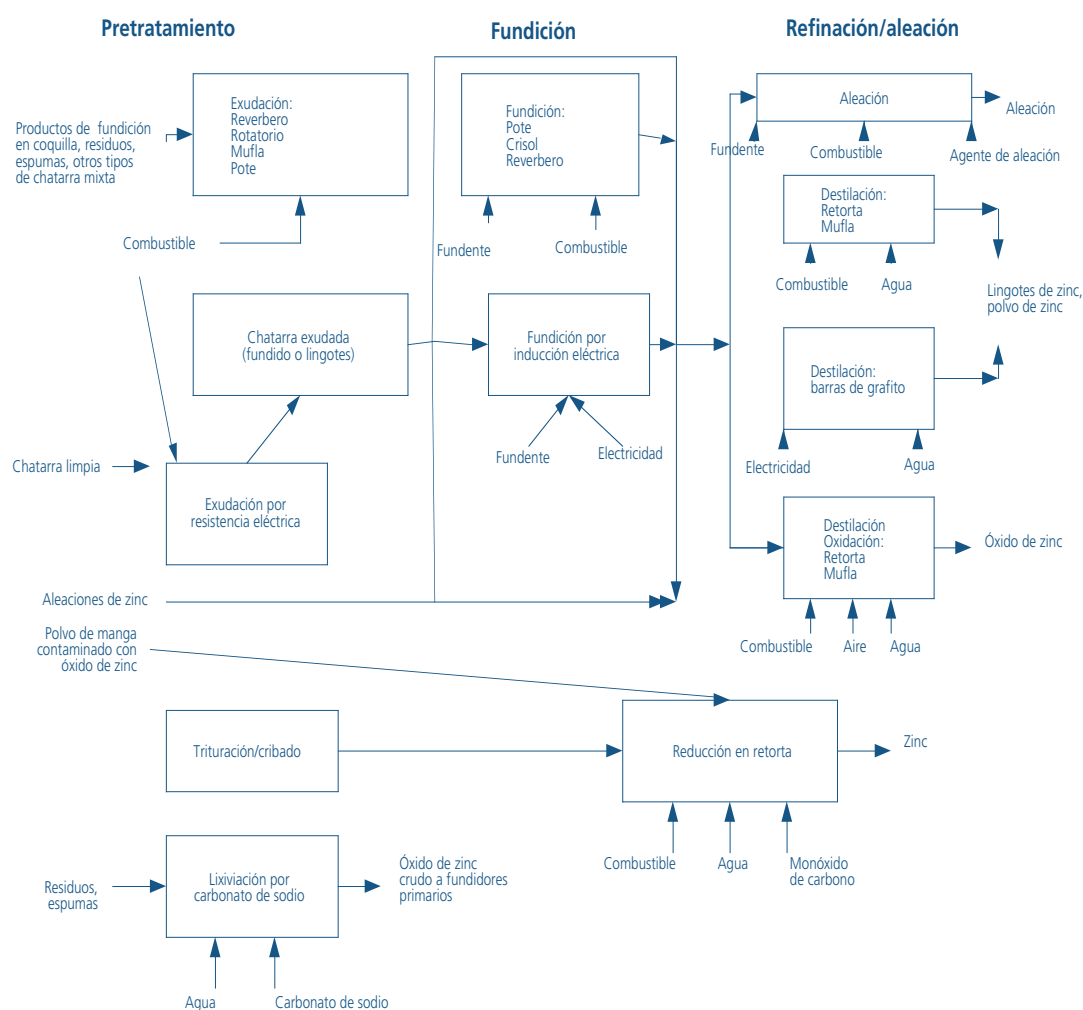 Pretratamiento
Fundición
Refinación/aleación
Productos de fundición
en coquilla, residuos,
espumas, otros tipos
de chatarra mixta
Exudación:
Reverbero
Rotatorio
Mufla
Pote
Combustible
Chatarra exudada
(fundido o lingotes)
Chatarra limpia
Exudación por
resistencia eléctrica
Aleaciones de zinc
Polvo de manga
contaminado con
óxido de zinc
Trituración/cribado
Residuos,
espumas
Lixiviación por
carbonato de sodio
Agua
Carbonato de sodio
Óxido de zinc
crudo a fundidores
primarios
Fundición:
Pote
Crisol
Reverbero
Fundente
Combustible
Fundición por
inducción eléctrica
Fundente
Electricidad
Aleación
Aleación
Fundente
Combustible
Agente de aleación
Destilación:
Retorta
Mufla
Combustible
Agua
Lingotes de zinc,
polvo de zinc
Destilación:
barras de grafito
Electricidad
Agua
Destilación
Oxidación:
Retorta
Mufla
Óxido de zinc
Combustible
Aire
Agua
Reducción en retorta
Zinc
Combustible
Agua
Monóxido
de carbono